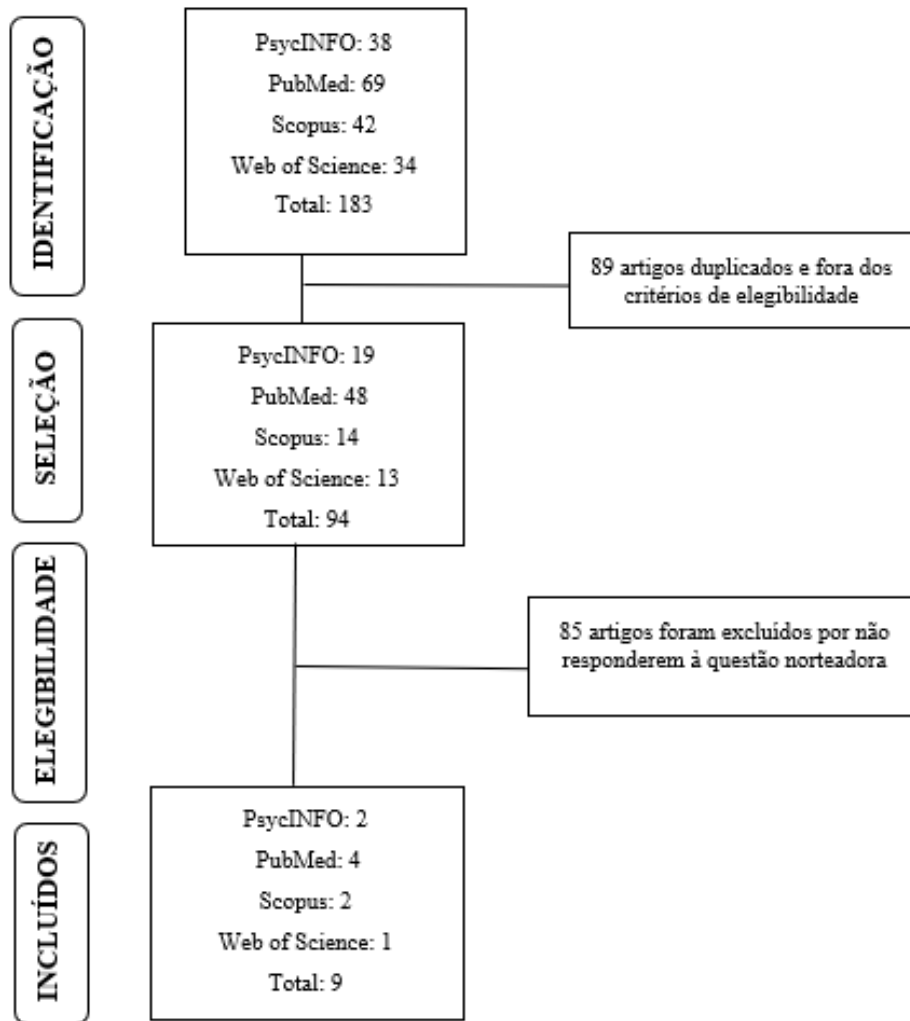 IDENTIFICAÇÃO
PsycINFO: 38
PubMed: 69
Scopus: 42
Web of Science: 34
Total: 183
89 artigos duplicados e fora dos
critérios de elegibilidade
SELEÇÃO
PsycINFO: 19
PubMed: 48
Scopus: 14
Web of Science: 13
Total: 94
ELEGIBILIDADE
85 artigos foram excluídos por não
responderem à questão norteadora
INCLUÍDOS
PsycINFO: 2
PubMed: 4
Scopus: 2
Web of Science: 1
Total: 9